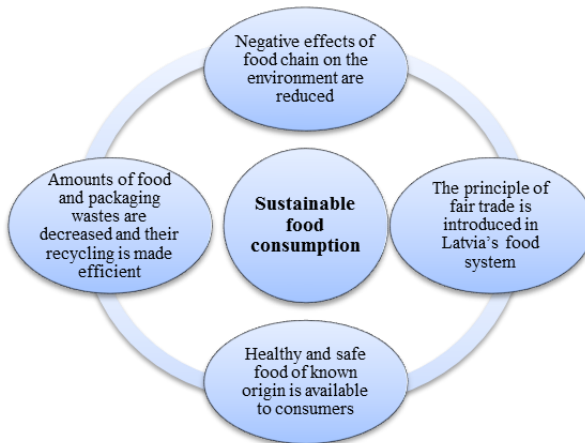 Negative effects of
food chain on the
environment are
reduced
Amounts of food
and packaging
wastes are
decreased and their
recycling is made
efficient
Sustainable
food
consumption
The principle of
fair trade is
introduced in
Latvia's food
system
Healthy and safe
food of known
origin is available
to consumers